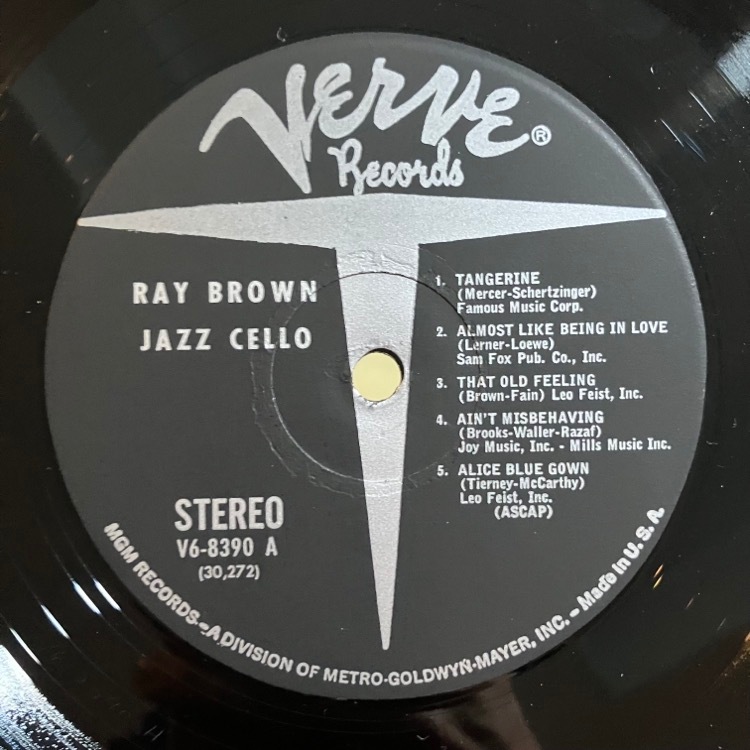 VERVE ®
Records
RAY BROWN
JAZZ CELLO
1. TANGERINE
(Mercer-Schertzinger)
Famous Music Corp.
2. ALMOST LIKE BEING IN LOVE
(Lerner-Loewe)
Sam Fox Pub. Co., Inc.
3. THAT OLD FEELING
(Brown-Fain) Leo Feist, Inc.
4. AIN'T MISBEHAVING
(Brooks-Waller-Razaf)
Joy Music, Inc. - Mills Music Inc.
5. ALICE BLUE GOWN
(Tierney-McCarthy)
Leo Feist, Inc.
(ASCAP)
STEREO
V6-8390 A
(30,272)
MGM RECORDS-A DIVISION OF METRO-GOLDWYN-MAYER, INC. - Made in U.S.A.